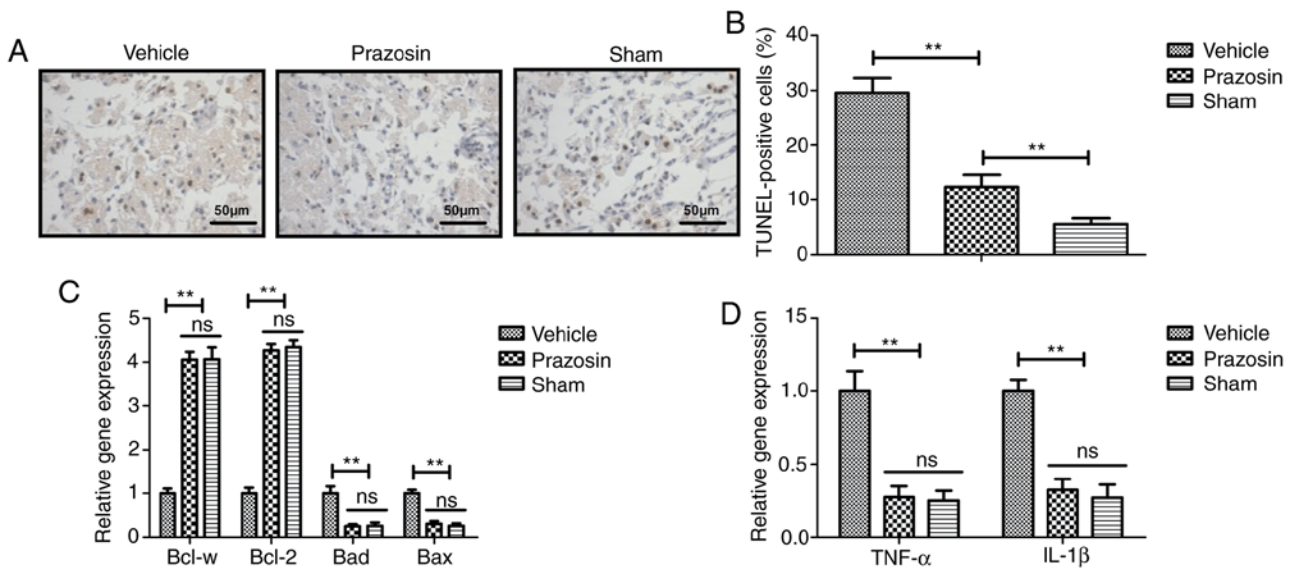 A
Vehicle
Prazosin
Sham
50μm
50μm
50μm
B
TUNEL-positive cells (%)
40
30
20
10
0
**
**
Vehicle
Prazosin
Sham
C
Relative gene expression
5
4
3
2
1
0
**
ns
**
ns
**
ns
**
ns
Bcl-w
Bcl-2
Bad
Bax
Vehicle
Prazosin
Sham
D
Relative gene expression
15
1.0
0.5
0.0
**
ns
**
ns
TNF-α
IL-1β
Vehicle
Prazosin
Sham